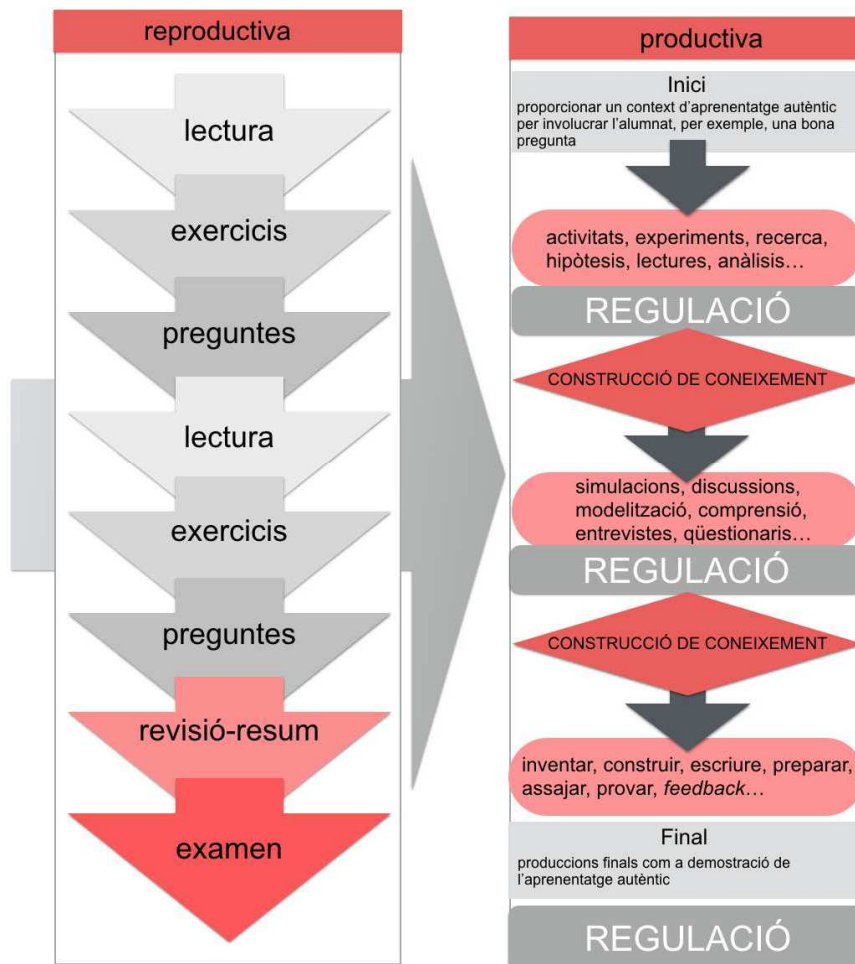 reproductiva
lectura
exercicis
preguntes
lectura
exercicis
preguntes
revisió-resum
examen
productiva
Inici
proporcionar un context d'aprenentatge autèntic
per involucrar l'alumnat, per exemple, una bona
pregunta
activitats, experiments, recerca,
hipòtesis, lectures, anàlisis…
REGULACIÓ
CONSTRUCCIÓ DE CONEIXEMENT
simulacions, discussions,
modelització, comprensió,
entrevistes, qüestionaris…
REGULACIÓ
CONSTRUCCIÓ DE CONEIXEMENT
inventar, construir, escriure, preparar,
assajar, provar, feedback…
Final
produccions finals com a demostració de
l'aprenentatge autèntic
REGULACIÓ